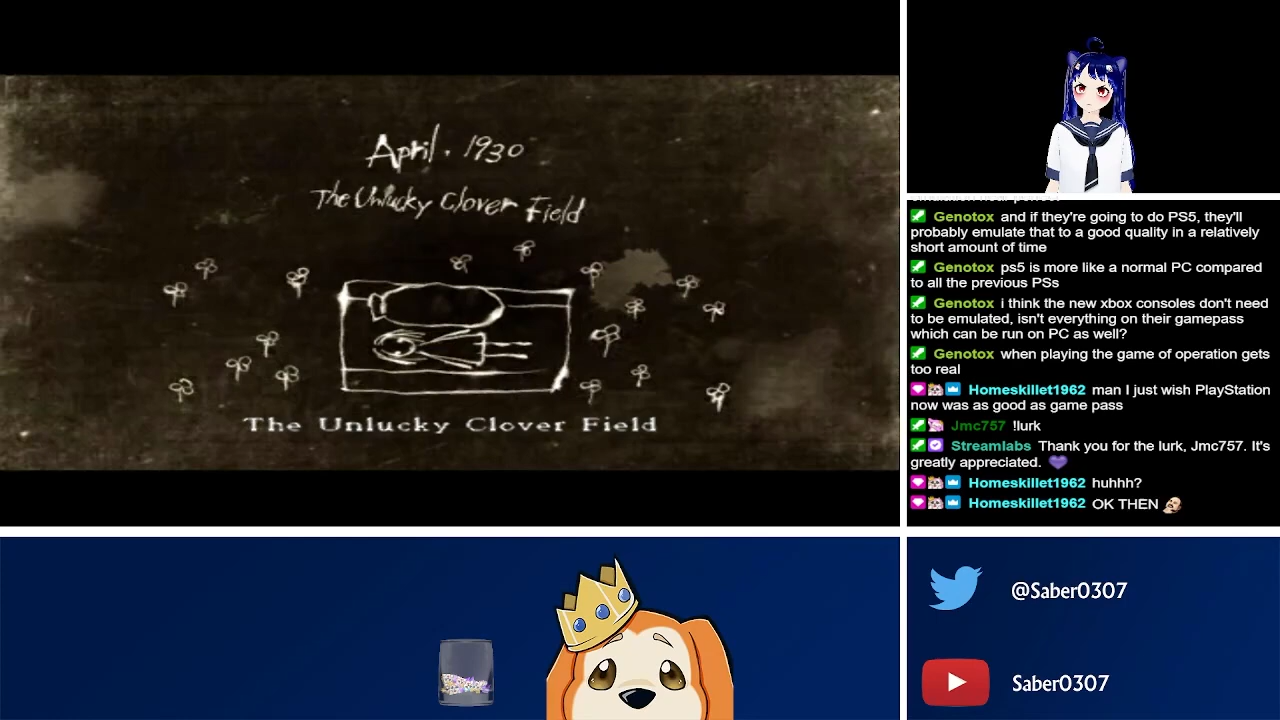 April . 1930
The Unlucky Clover Field
The Unlucky Clover Field
Genotox and if they're going to do PS5, they'll
probably emulate that to a good quality in a relatively
short amount of time
Genotox ps5 is more like a normal PC compared
to all the previous PSs
Genotox i think the new xbox consoles don't need
to be emulated, isn't everything on their gamepass
which can be run on PC as well?
Genotox when playing the game of operation gets
too real
Homeskillet1962 man I just wish PlayStation
now was as good as game pass
Jmc757 !lurk
Streamlabs Thank you for the lurk, Jmc757. It's
greatly appreciated.
Homeskillet1962 huhhh?
Homeskillet1962 OK THEN
@Saber0307
Saber0307